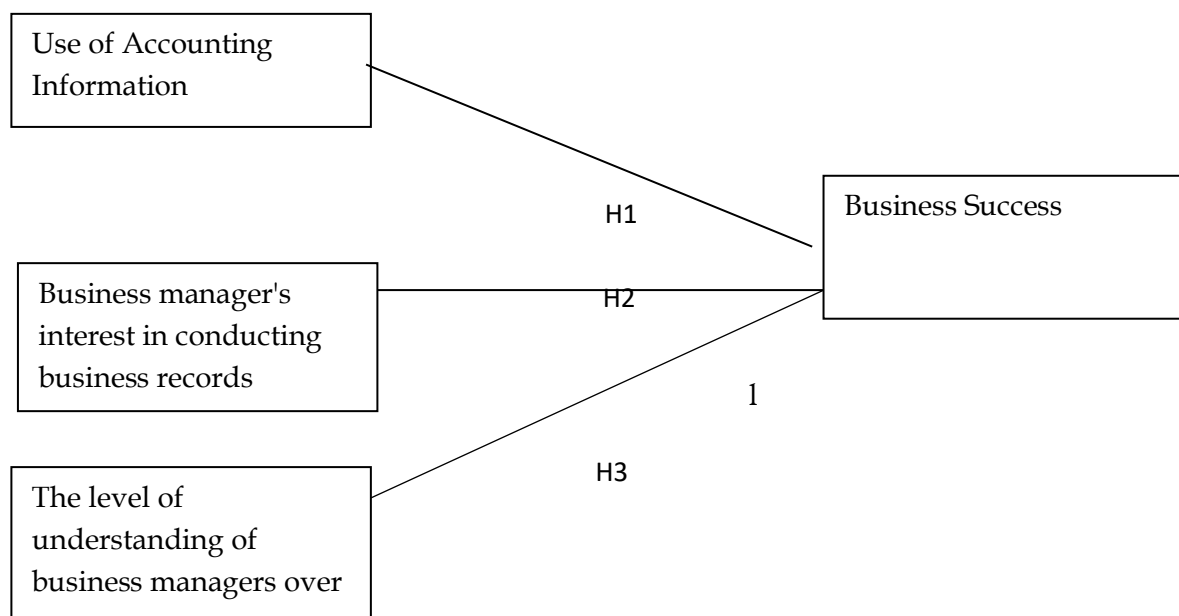 Use of Accounting
Information
H1
Business Success
Business manager's
interest in conducting
business records
H2
l
H3
The level of
understanding of
business managers over